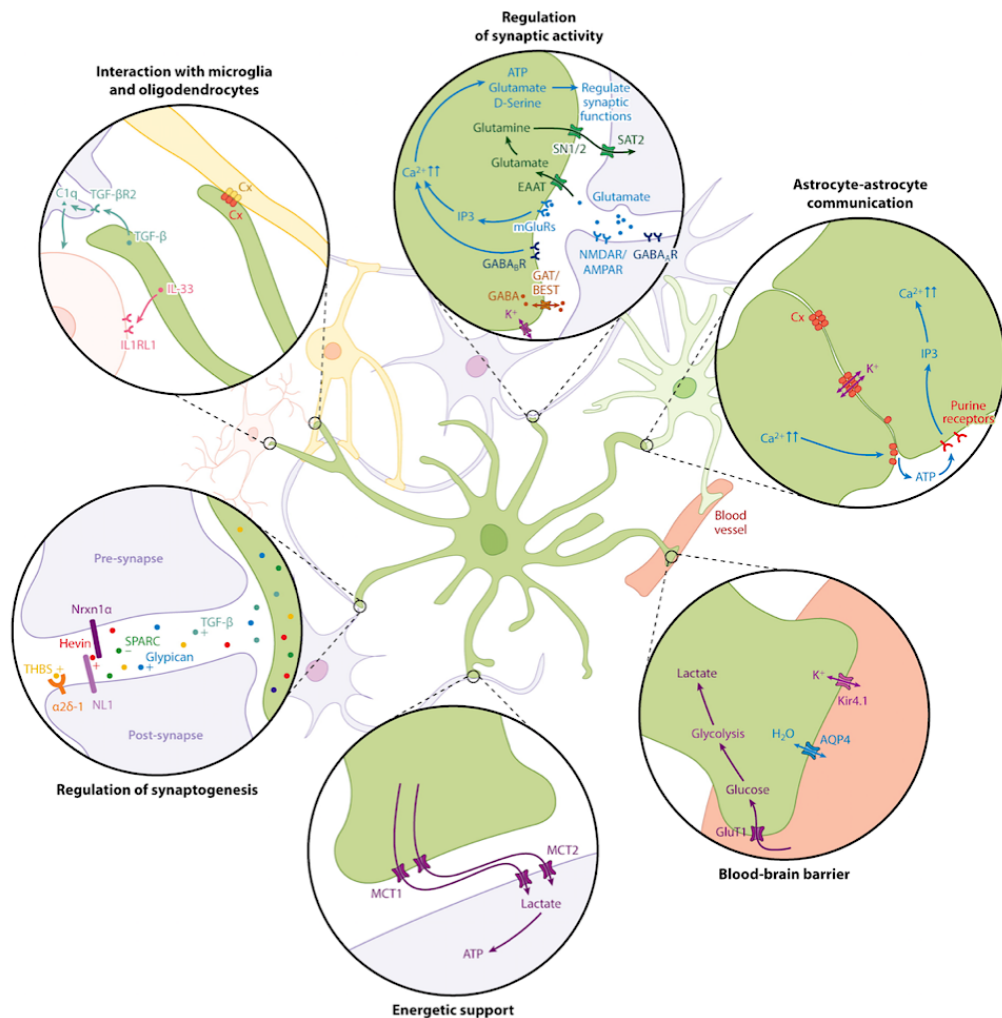 Regulation
of synaptic activity
Interaction with microglia
and oligodendrocytes
ATP
Glutamate
D-Serine
Regulate
synaptic
functions
Glutamine
SN1/2
SAT2
Glutamate
EAAT
Ca²⁺↑↑
IP3
mGluRs
Glutamate
GABA_BR
NMDAR/
AMPAR
GABA_AR
GAT/
BEST
GABA
K⁺
C1q
TGF-βR2
Cx
Cx
TGF-β
IL-33
IL1RL1
Astrocyte-astrocyte
communication
Ca²⁺↑↑
Cx
IP3
K⁺
Purine
receptors
Ca²⁺↑↑
ATP
Blood
vessel
Pre-synapse
Nrxn1α
TGF-β
+
Hevin
SPARC
–
+
Glypican
+
THBS +
α2δ-1
NL1
Post-synapse
Regulation of synaptogenesis
Lactate
K⁺
Kir4.1
Glycolysis
H₂O
AQP4
Glucose
GluT1
Blood-brain barrier
MCT2
MCT1
Lactate
ATP
Energetic support